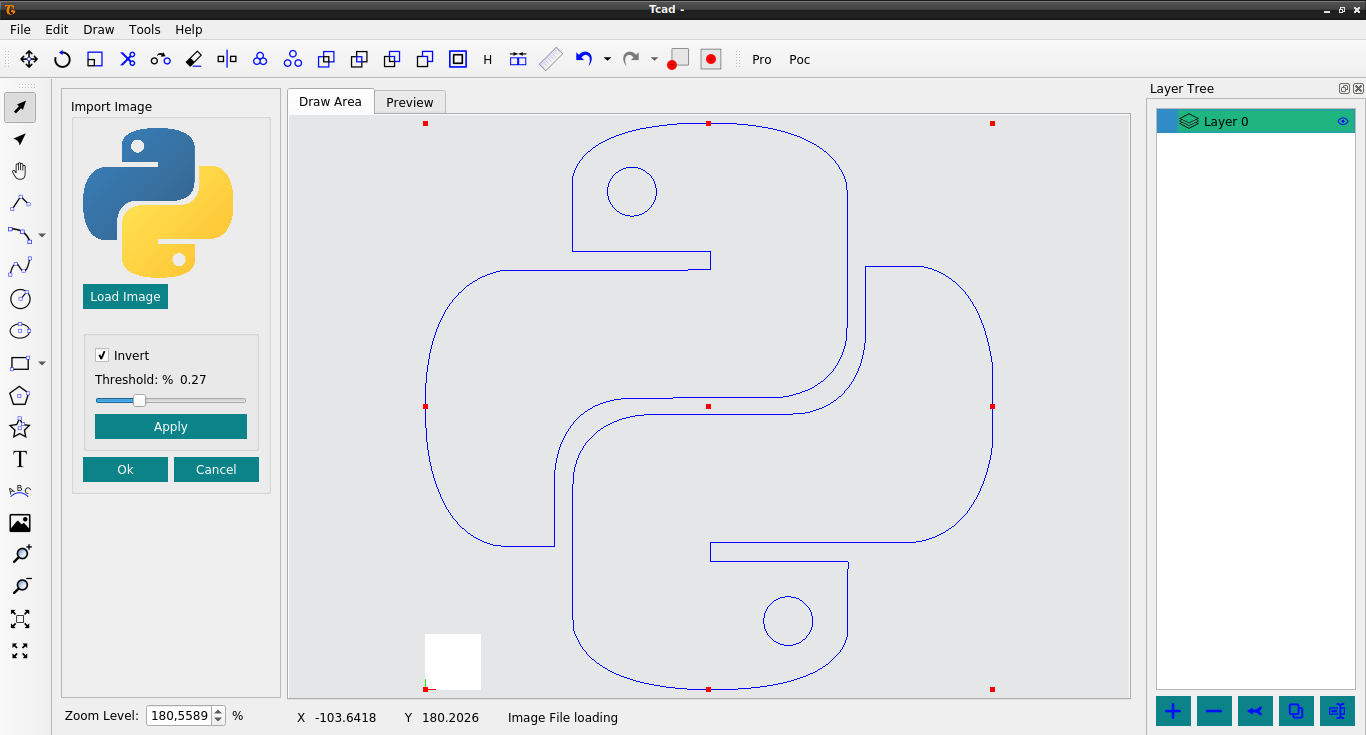 Tcad -
File Edit Draw Tools Help
H Pro Poc
Import Image
Draw Area Preview
Layer Tree
Layer 0
Load Image
Invert
Threshold: % 0.27
Apply
Ok Cancel
T
ABC
Zoom Level: 180,5589 %
X -103.6418 Y 180.2026 Image File loading